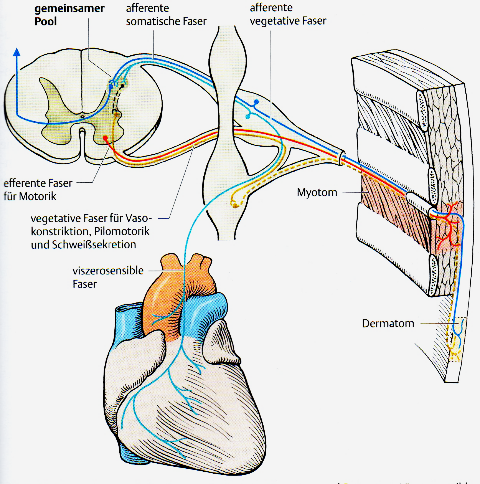 gemeinsamer
Pool
afferente
somatische Faser
afferente
vegetative Faser
efferente Faser
für Motorik
vegetative Faser für Vaso-
konstriktion, Pilomotorik
und Schweißsekretion
Myotom
viszerosensible
Faser
Dermatom